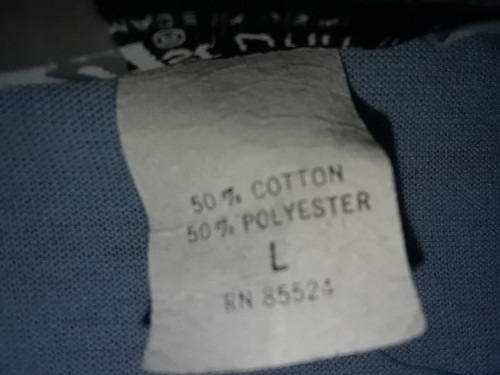 50% COTTON
50% POLYESTER
L
RN 85524